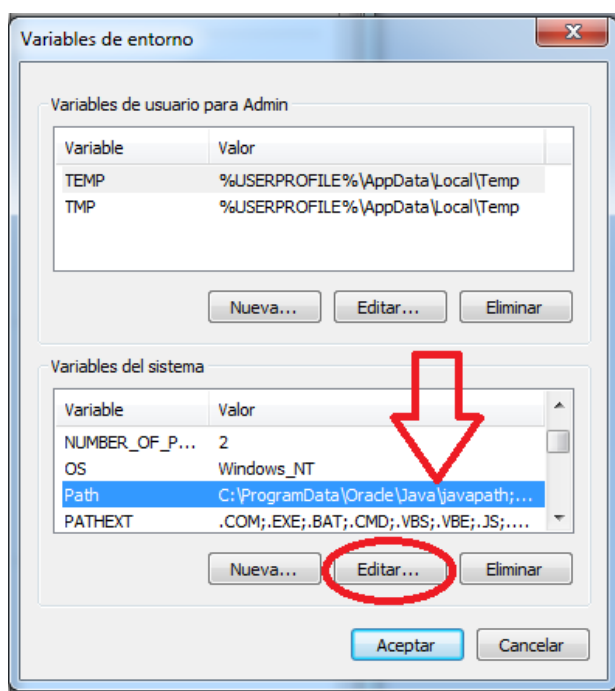 Variables de entorno
Variables de usuario para Admin
Variable Valor
TEMP %USERPROFILE%\AppData\Local\Temp
TMP %USERPROFILE%\AppData\Local\Temp
Nueva... Editar... Eliminar
Variables del sistema
Variable Valor
NUMBER_OF_P... 2
OS Windows_NT
Path C:\ProgramData\Oracle\Java\javapath;...
PATHEXT .COM;.EXE;.BAT;.CMD;.VBS;.VBE;.JS;....
Nueva... Editar... Eliminar
Aceptar Cancelar